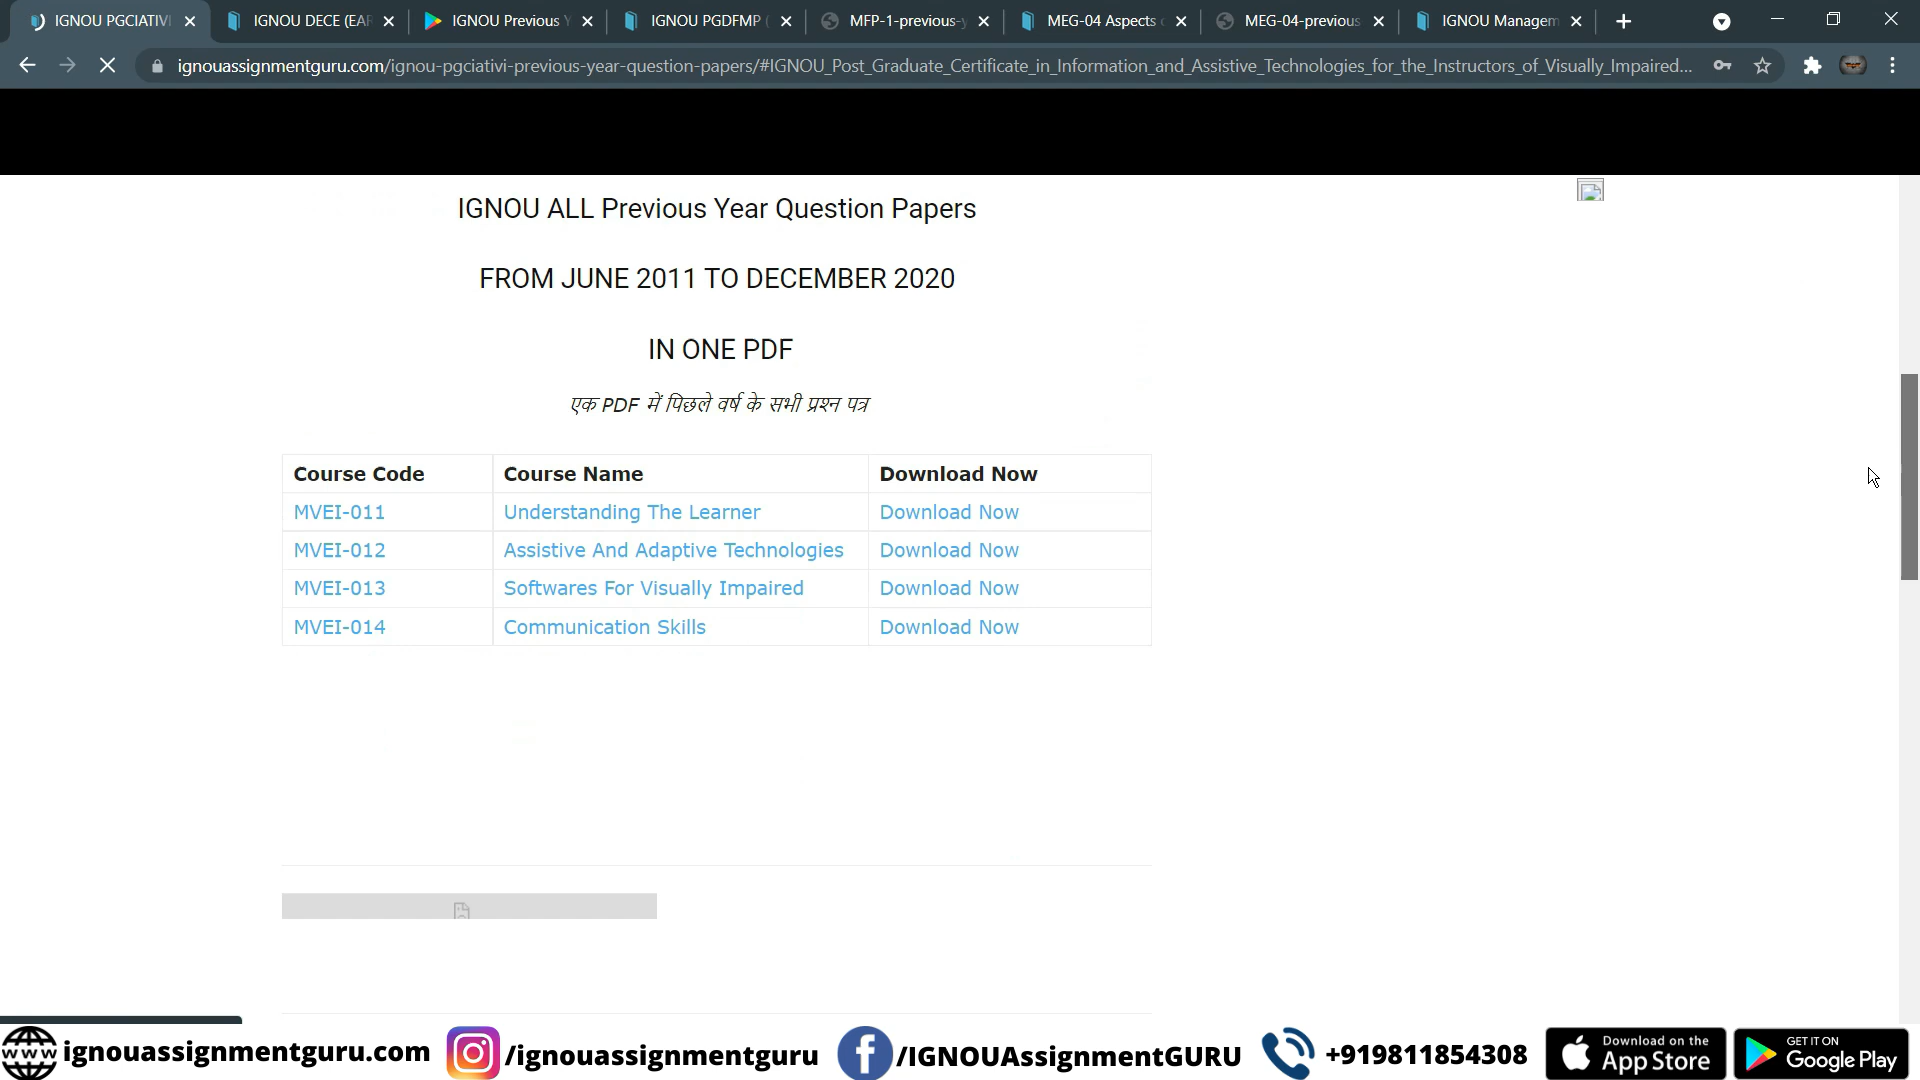 IGNOU PGCIATIVI
IGNOU DECE (EAR
IGNOU Previous Y
IGNOU PGDFMP (
MFP-1-previous-y
MEG-04 Aspects o
MEG-04-previous
IGNOU Managem
ignouassignmentguru.com/ignou-pgciativi-previous-year-question-papers/#IGNOU_Post_Graduate_Certificate_in_Information_and_Assistive_Technologies_for_the_Instructors_of_Visually_Impaired...
IGNOU ALL Previous Year Question Papers
FROM JUNE 2011 TO DECEMBER 2020
IN ONE PDF
एक PDF में पिछले वर्ष के सभी प्रश्न पत्र
Course Code Course Name Download Now
MVEI-011 Understanding The Learner Download Now
MVEI-012 Assistive And Adaptive Technologies Download Now
MVEI-013 Softwares For Visually Impaired Download Now
MVEI-014 Communication Skills Download Now
www ignouassignmentguru.com /ignouassignmentguru f /IGNOUAssignmentGURU +919811854308
Download on the
App Store
GET IT ON
Google Play